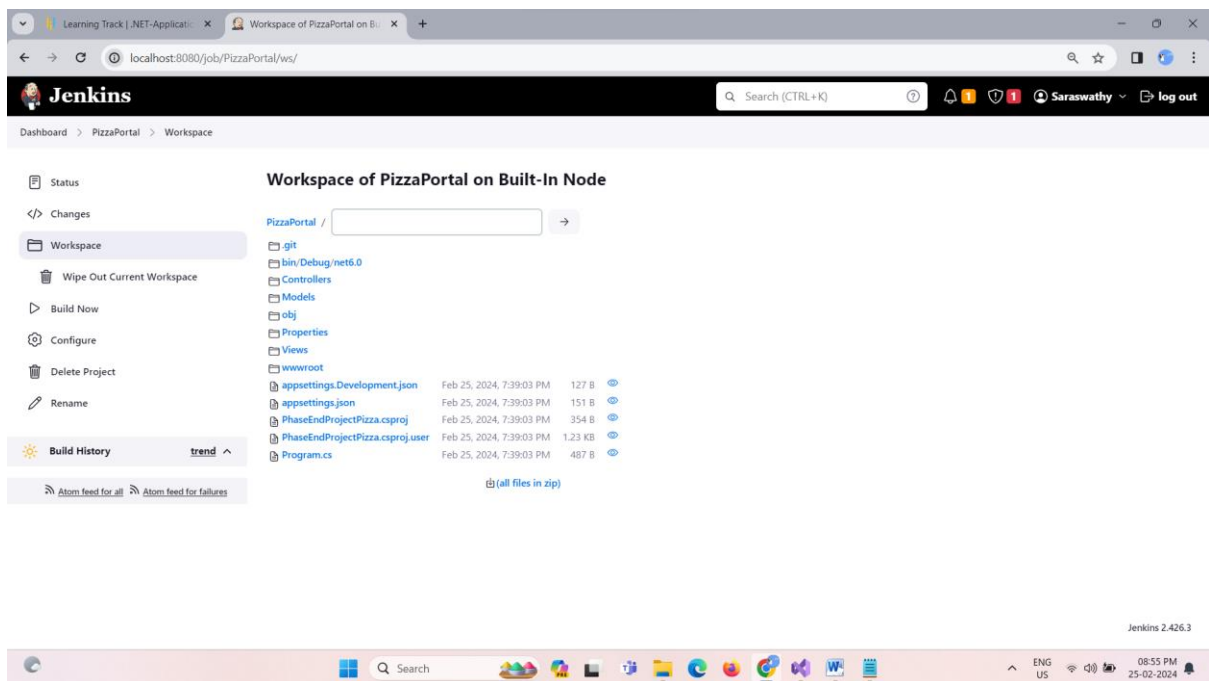 Learning Track | .NET-Applicatio
Workspace of PizzaPortal on Bu
localhost:8080/job/PizzaPortal/ws/
Jenkins
Search (CTRL+K)
1
1
Saraswathy
log out
Dashboard > PizzaPortal > Workspace
Status
Changes
Workspace
Wipe Out Current Workspace
Build Now
Configure
Delete Project
Rename
Build History
trend
Atom feed for all
Atom feed for failures
Workspace of PizzaPortal on Built-In Node
PizzaPortal /
.git
bin/Debug/net6.0
Controllers
Models
obj
Properties
Views
wwwroot
appsettings.Development.json Feb 25, 2024, 7:39:03 PM 127 B
appsettings.json Feb 25, 2024, 7:39:03 PM 151 B
PhaseEndProjectPizza.csproj Feb 25, 2024, 7:39:03 PM 354 B
PhaseEndProjectPizza.csproj.user Feb 25, 2024, 7:39:03 PM 1.23 KB
Program.cs Feb 25, 2024, 7:39:03 PM 487 B
(all files in zip)
Jenkins 2.426.3
Search
ENG
US
08:55 PM
25-02-2024